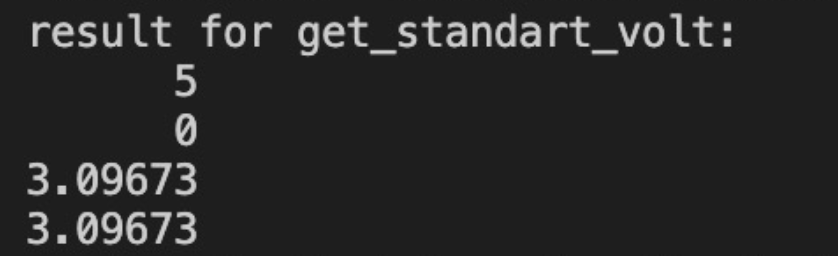 result for get_standart_volt:
5
0
3.09673
3.09673